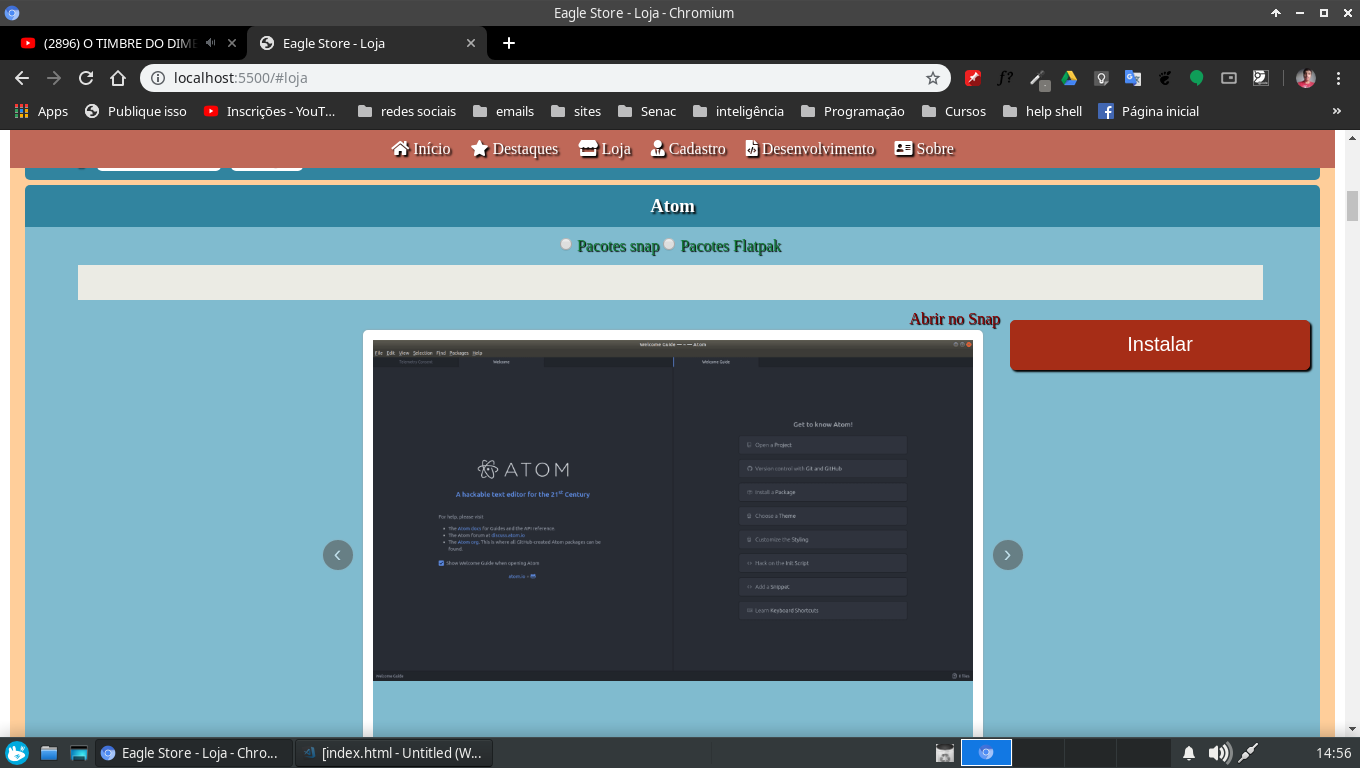 Eagle Store - Loja - Chromium
(2896) O TIMBRE DO DIME
Eagle Store - Loja
localhost:5500/#loja
Apps Publique isso Inscrições - YouT... redes sociais emails sites Senac inteligência Programação Cursos help shell Página inicial »
Início Destaques Loja Cadastro Desenvolvimento Sobre
Atom
Pacotes snap Pacotes Flatpak
Abrir no Snap
Instalar
Welcome Guide — ~ — Atom
File Edit View Selection Find Packages Help
Telemetry Consent Welcome Welcome Guide
ATOM
A hackable text editor for the 21st Century
For help, please visit
The Atom docs for Guides and the API reference.
The Atom forum at discuss.atom.io
The Atom org. This is where all GitHub-created Atom packages can be
found.
Show Welcome Guide when opening Atom
atom.io
Get to know Atom!
Open a Project
Version control with Git and GitHub
Install a Package
Choose a Theme
Customize the Styling
Hack on the Init Script
Add a Snippet
Learn Keyboard Shortcuts
Welcome Guide 0 files
Eagle Store - Loja - Chro... [index.html - Untitled (W... 14:56